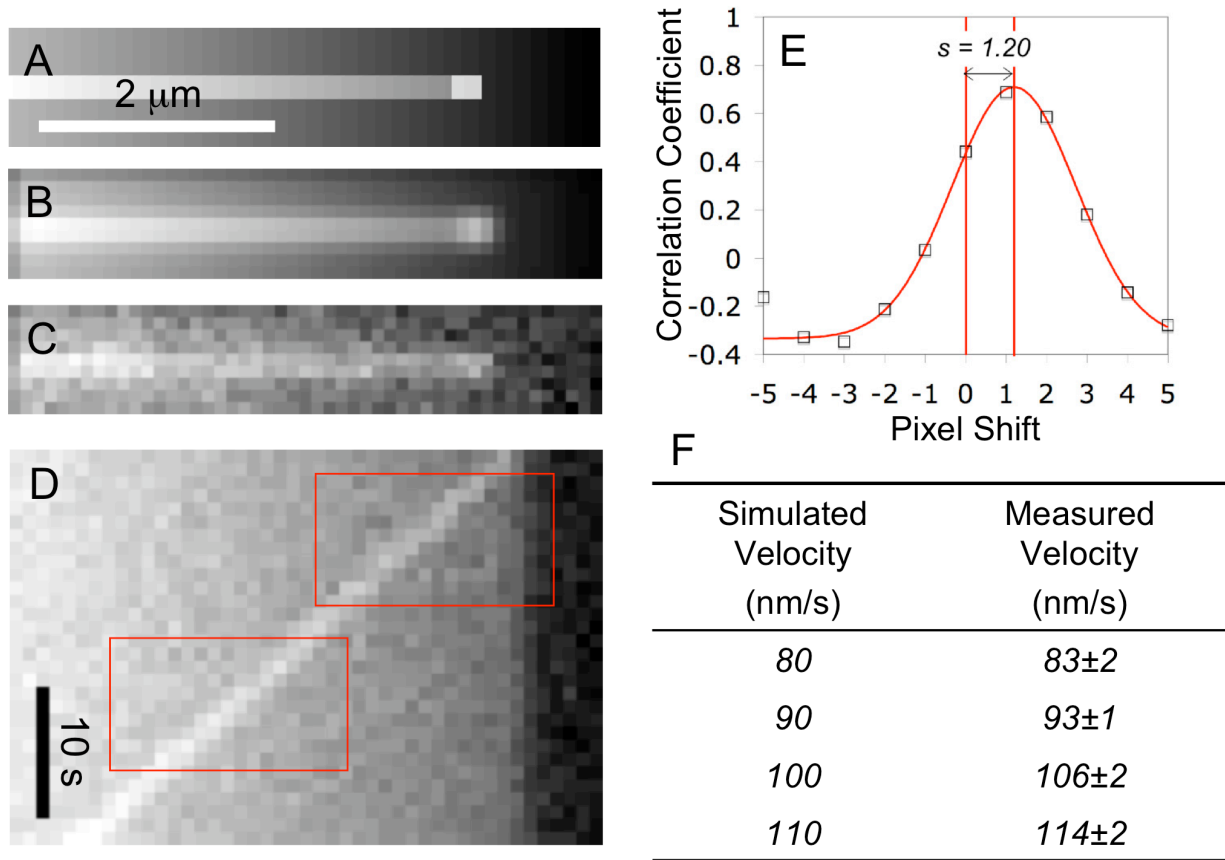 A
2 μm
B
C
D
10 s
E
s = 1.20
Correlation Coefficient
1
0.8
0.6
0.4
0.2
0
-0.2
-0.4
-5 -4 -3 -2 -1 0 1 2 3 4 5
Pixel Shift
F
Simulated Velocity (nm/s)
Measured Velocity (nm/s)
80 83±2
90 93±1
100 106±2
110 114±2